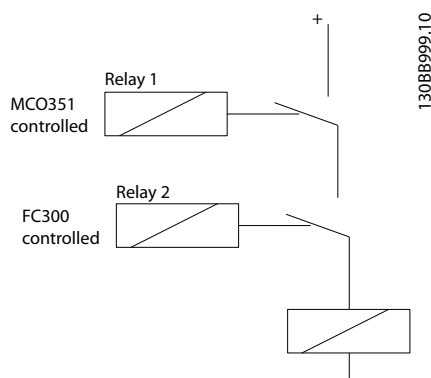 +
130BB999.10
Relay 1
MCO351
controlled
Relay 2
FC300
controlled